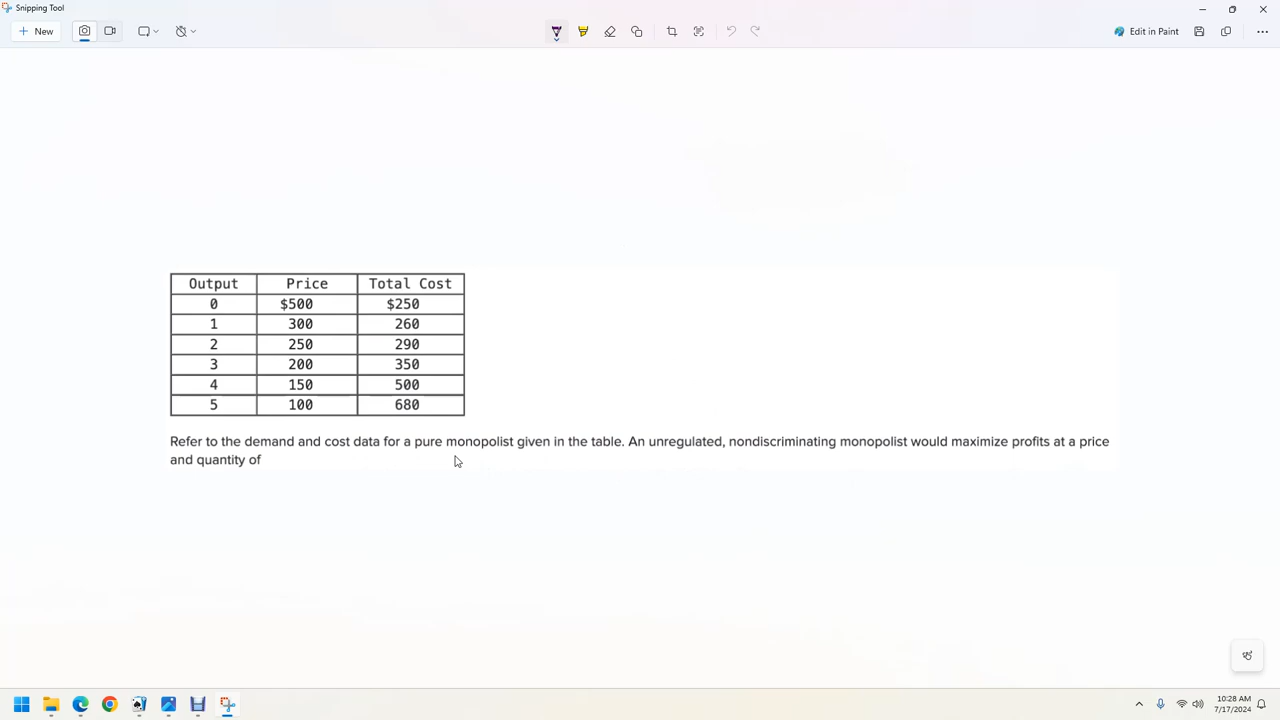 Snipping Tool
New
Edit in Paint
Output Price Total Cost
0 $500 $250
1 300 260
2 250 290
3 200 350
4 150 500
5 100 680
Refer to the demand and cost data for a pure monopolist given in the table. An unregulated, nondiscriminating monopolist would maximize profits at a price
and quantity of
10:28 AM
7/17/2024